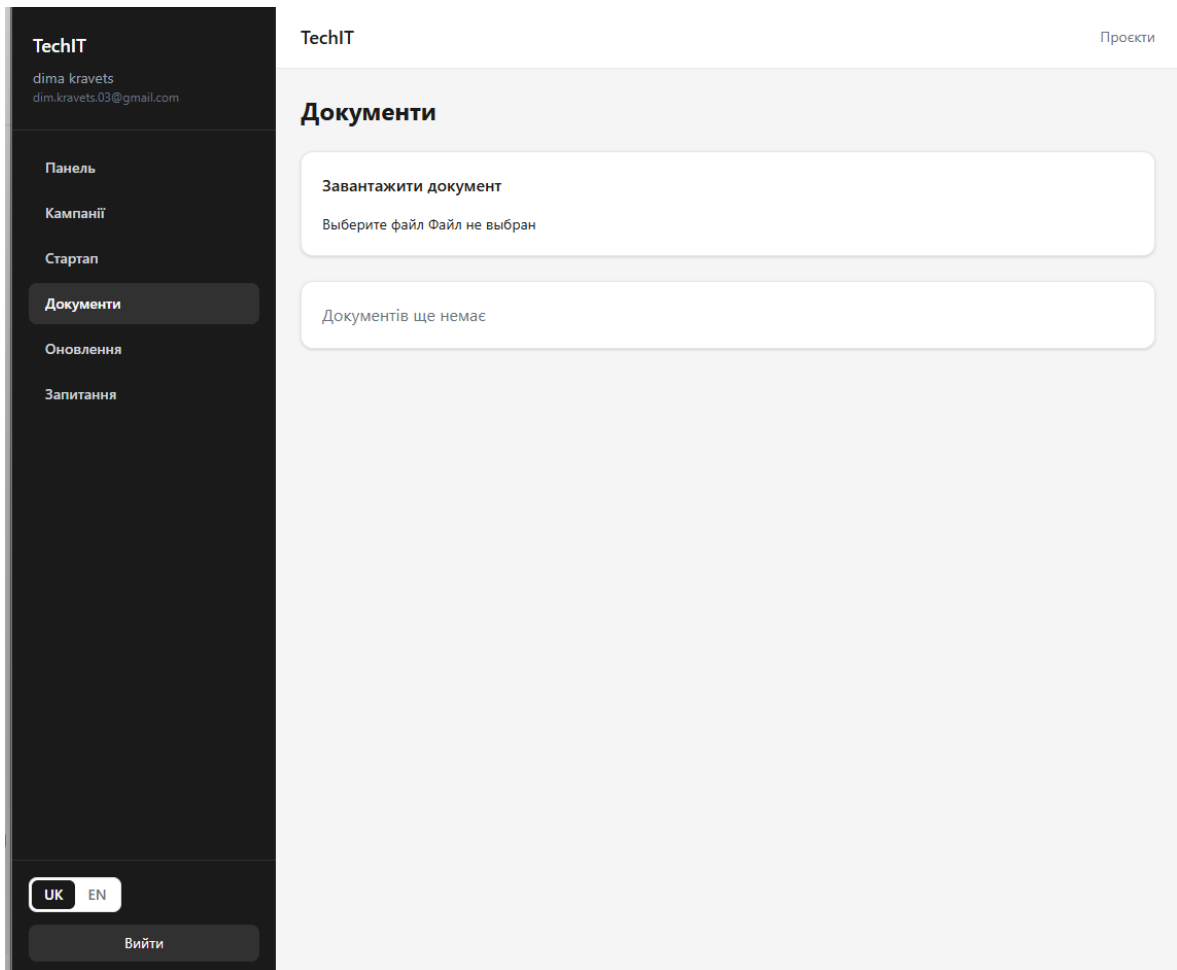 TechIT
dima kravets
dim.kravets.03@gmail.com
Панель
Кампанії
Стартап
Документи
Оновлення
Запитання
UK EN
Вийти
TechIT
Проєкти
Документи
Завантажити документ
Выберите файл Файл не выбран
Документів ще немає